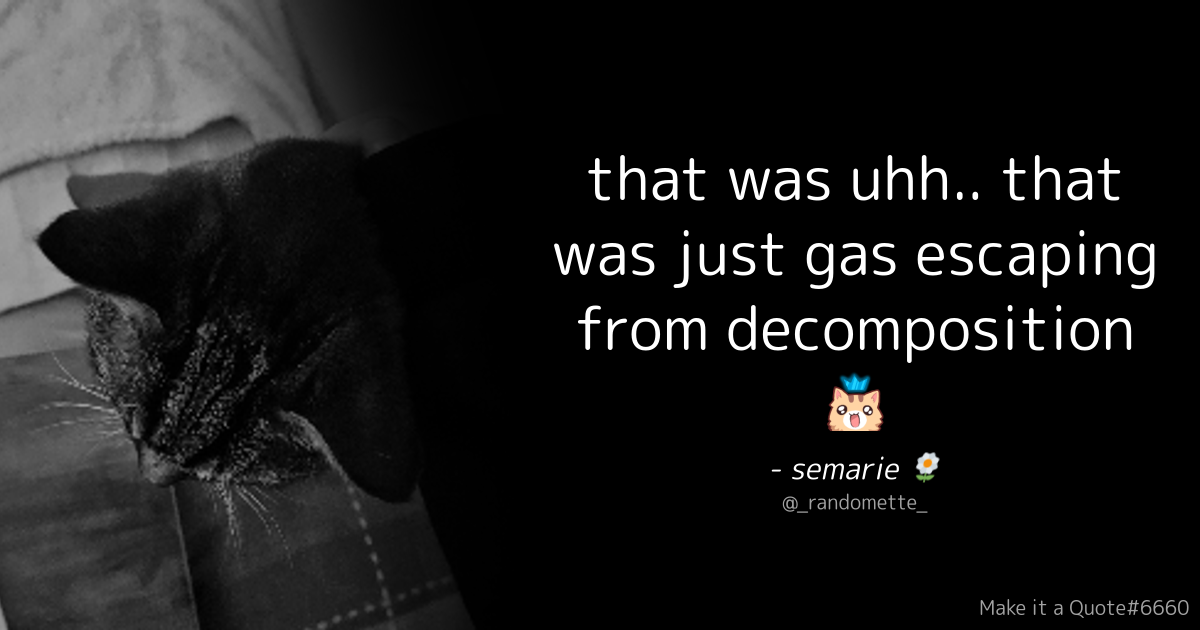 that was uhh.. that
was just gas escaping
from decomposition
- semarie
@_randomette_
Make it a Quote#6660